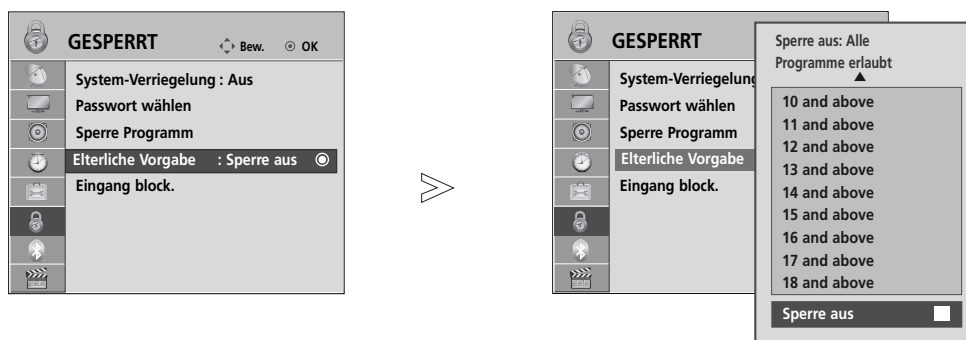 GESPERRT
Bew. OK
System-Verriegelung : Aus
Passwort wählen
Sperre Programm
Elterliche Vorgabe : Sperre aus
Eingang block.
GESPERRT
System-Verriegelung
Passwort wählen
Sperre Programm
Elterliche Vorgabe
Eingang block.
Sperre aus: Alle
Programme erlaubt
10 and above
11 and above
12 and above
13 and above
14 and above
15 and above
16 and above
17 and above
18 and above
Sperre aus